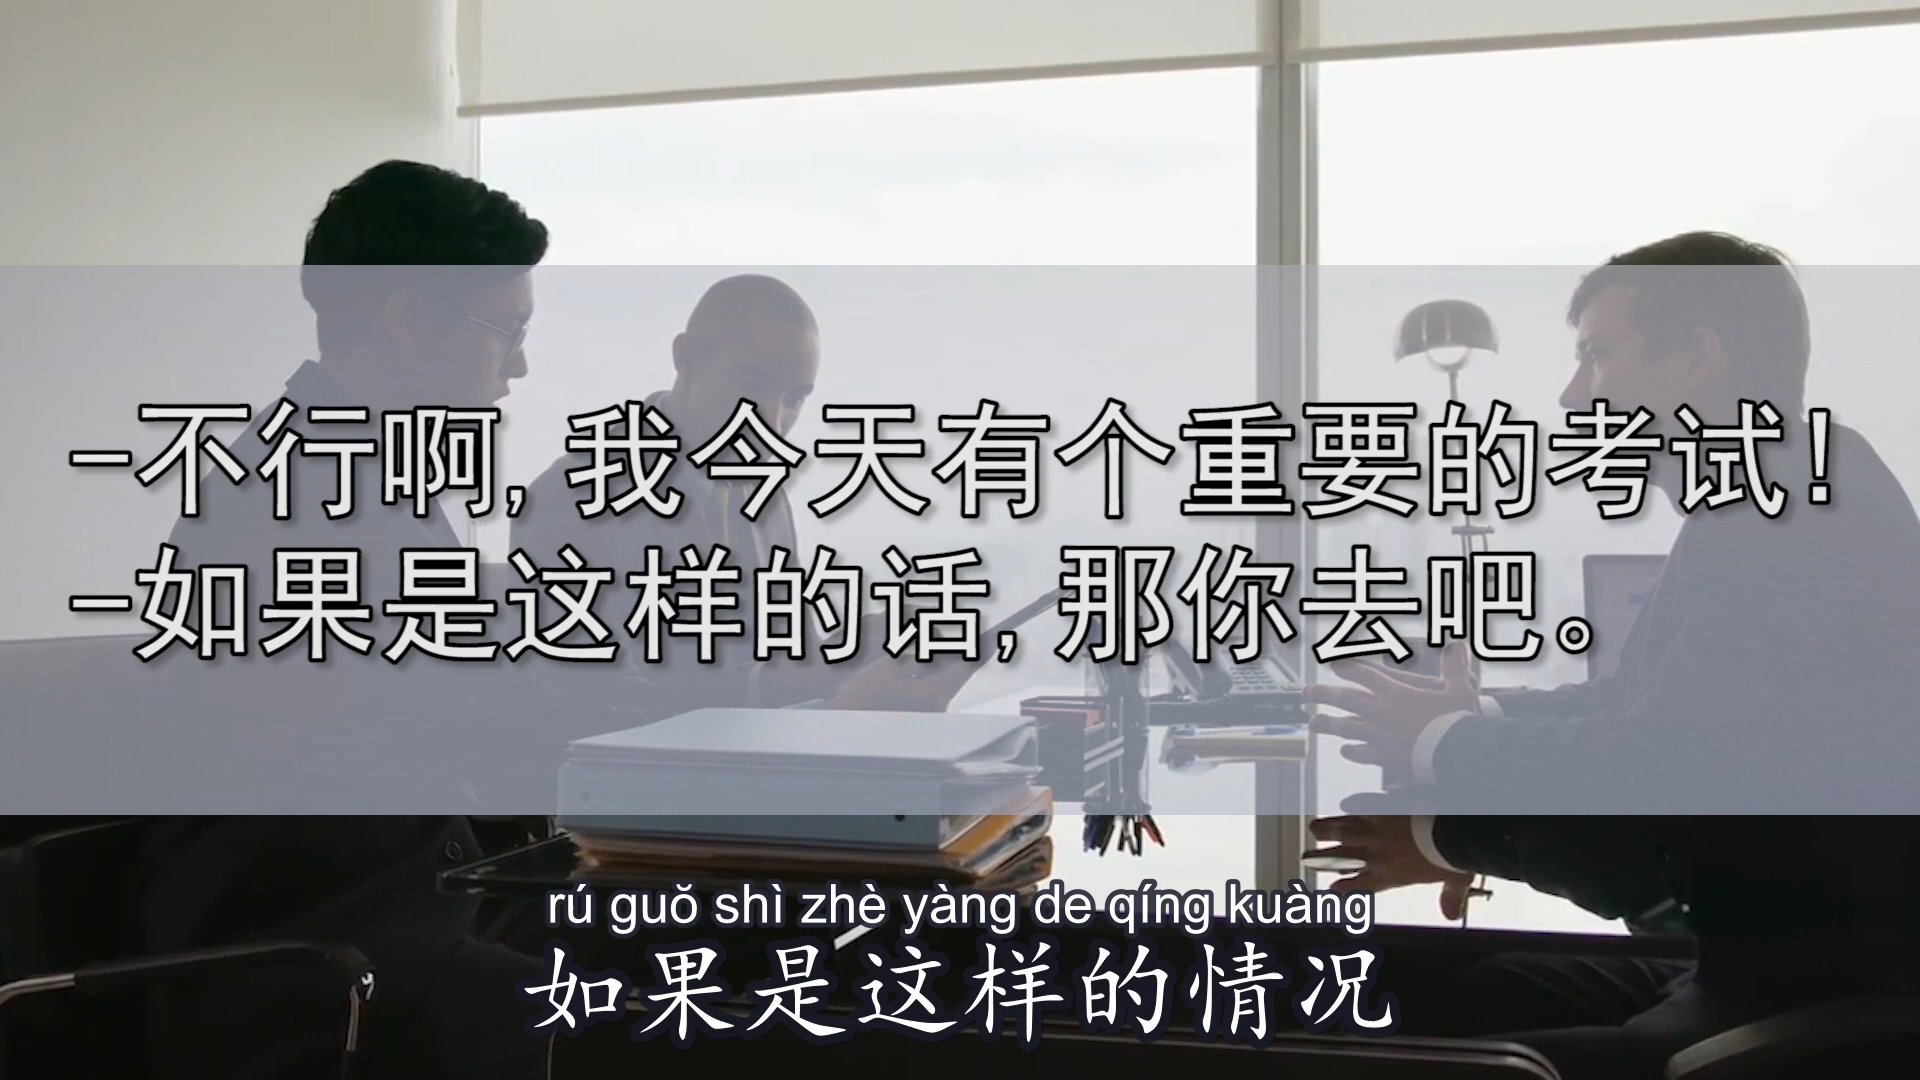 -不行啊,我今天有个重要的考试!
-如果是这样的话,那你去吧。
rú guǒ shì zhè yàng de qíng kuàng
如果是这样的情况